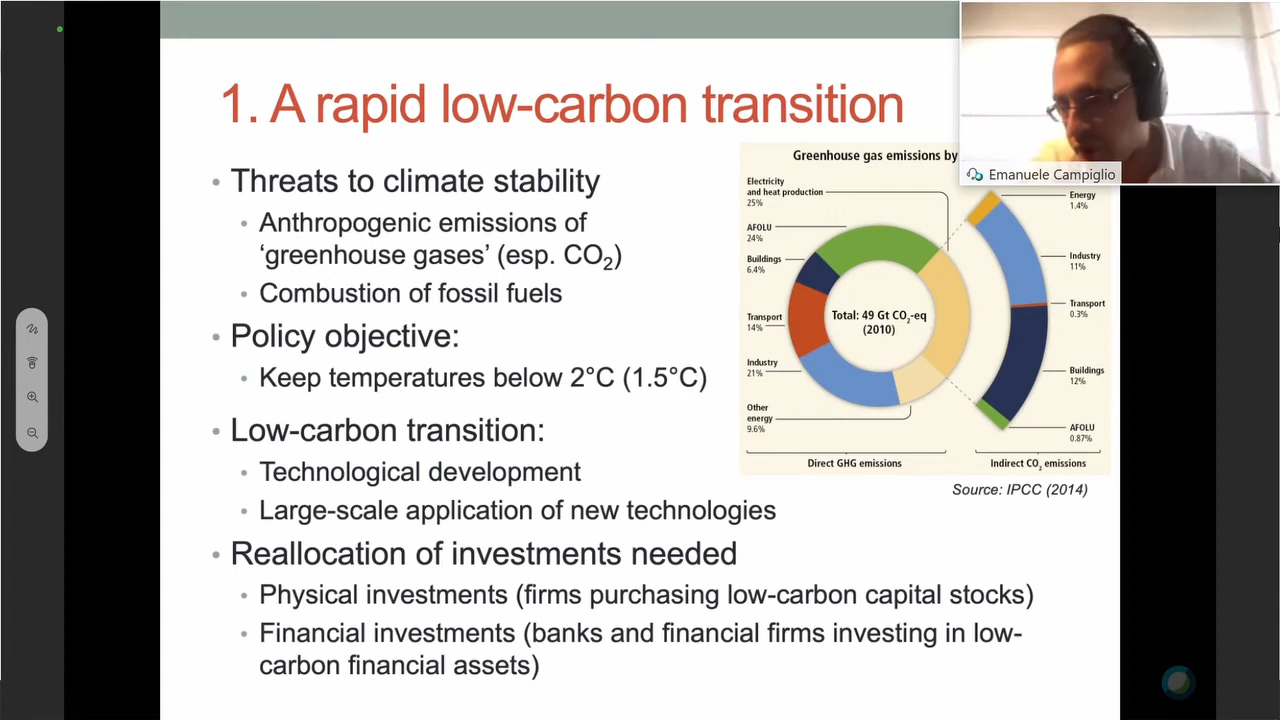 1. A rapid low-carbon transition
Emanuele Campiglio
• Threats to climate stability
• Anthropogenic emissions of
‘greenhouse gases’ (esp. CO₂)
• Combustion of fossil fuels
• Policy objective:
• Keep temperatures below 2°C (1.5°C)
• Low-carbon transition:
• Technological development
• Large-scale application of new technologies
• Reallocation of investments needed
• Physical investments (firms purchasing low-carbon capital stocks)
• Financial investments (banks and financial firms investing in low-
carbon financial assets)
Greenhouse gas emissions by
Electricity
and heat production
25%
AFOLU
24%
Buildings
6.4%
Transport
14%
Industry
21%
Other
energy
9.6%
Total: 49 Gt CO₂-eq
(2010)
Energy
1.4%
Industry
11%
Transport
0.3%
Buildings
12%
AFOLU
0.87%
Direct GHG emissions
Indirect CO₂ emissions
Source: IPCC (2014)